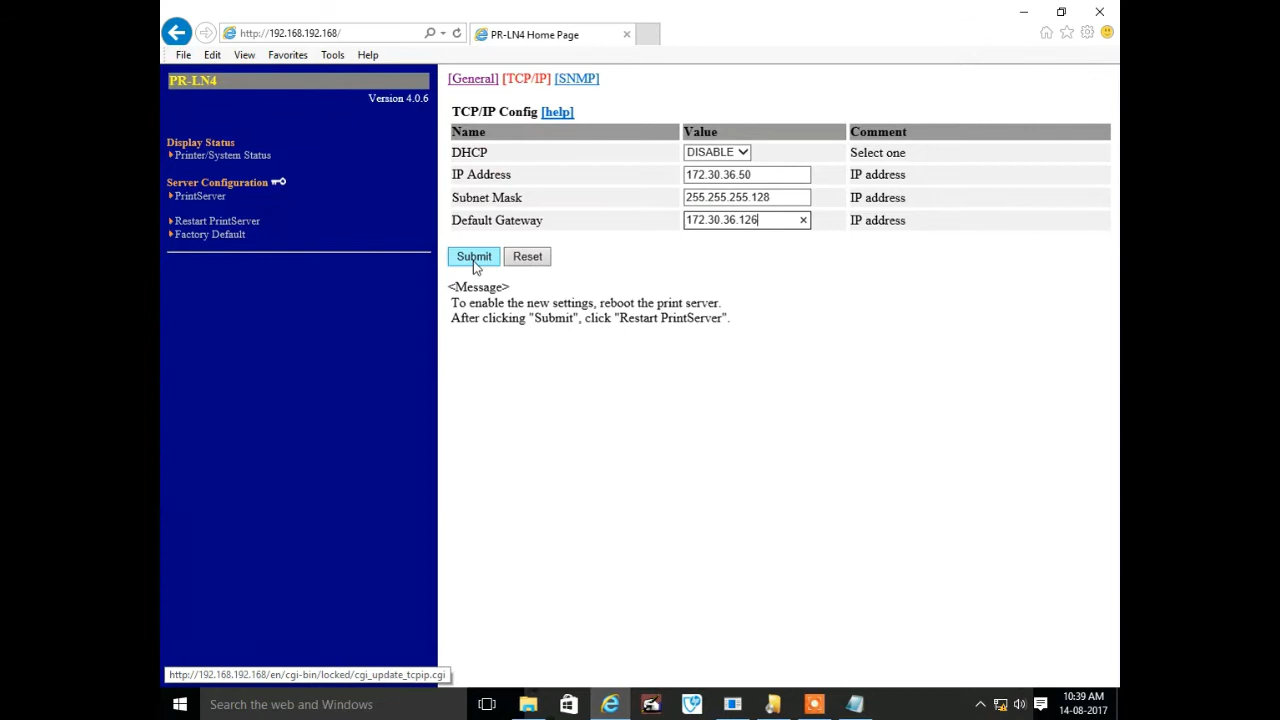 http://192.168.192.168/
PR-LN4 Home Page
File Edit View Favorites Tools Help
PR-LN4
Version 4.0.6
Display Status
Printer/System Status
Server Configuration
PrintServer
Restart PrintServer
Factory Default
[General] [TCP/IP] [SNMP]
TCP/IP Config [help]
Name Value Comment
DHCP DISABLE Select one
IP Address 172.30.36.50 IP address
Subnet Mask 255.255.255.128 IP address
Default Gateway 172.30.36.126 IP address
Submit Reset
<Message>
To enable the new settings, reboot the print server.
After clicking "Submit", click "Restart PrintServer".
http://192.168.192.168/en/cgi-bin/locked/cgi_update_tcpip.cgi
Search the web and Windows
10:39 AM
14-08-2017